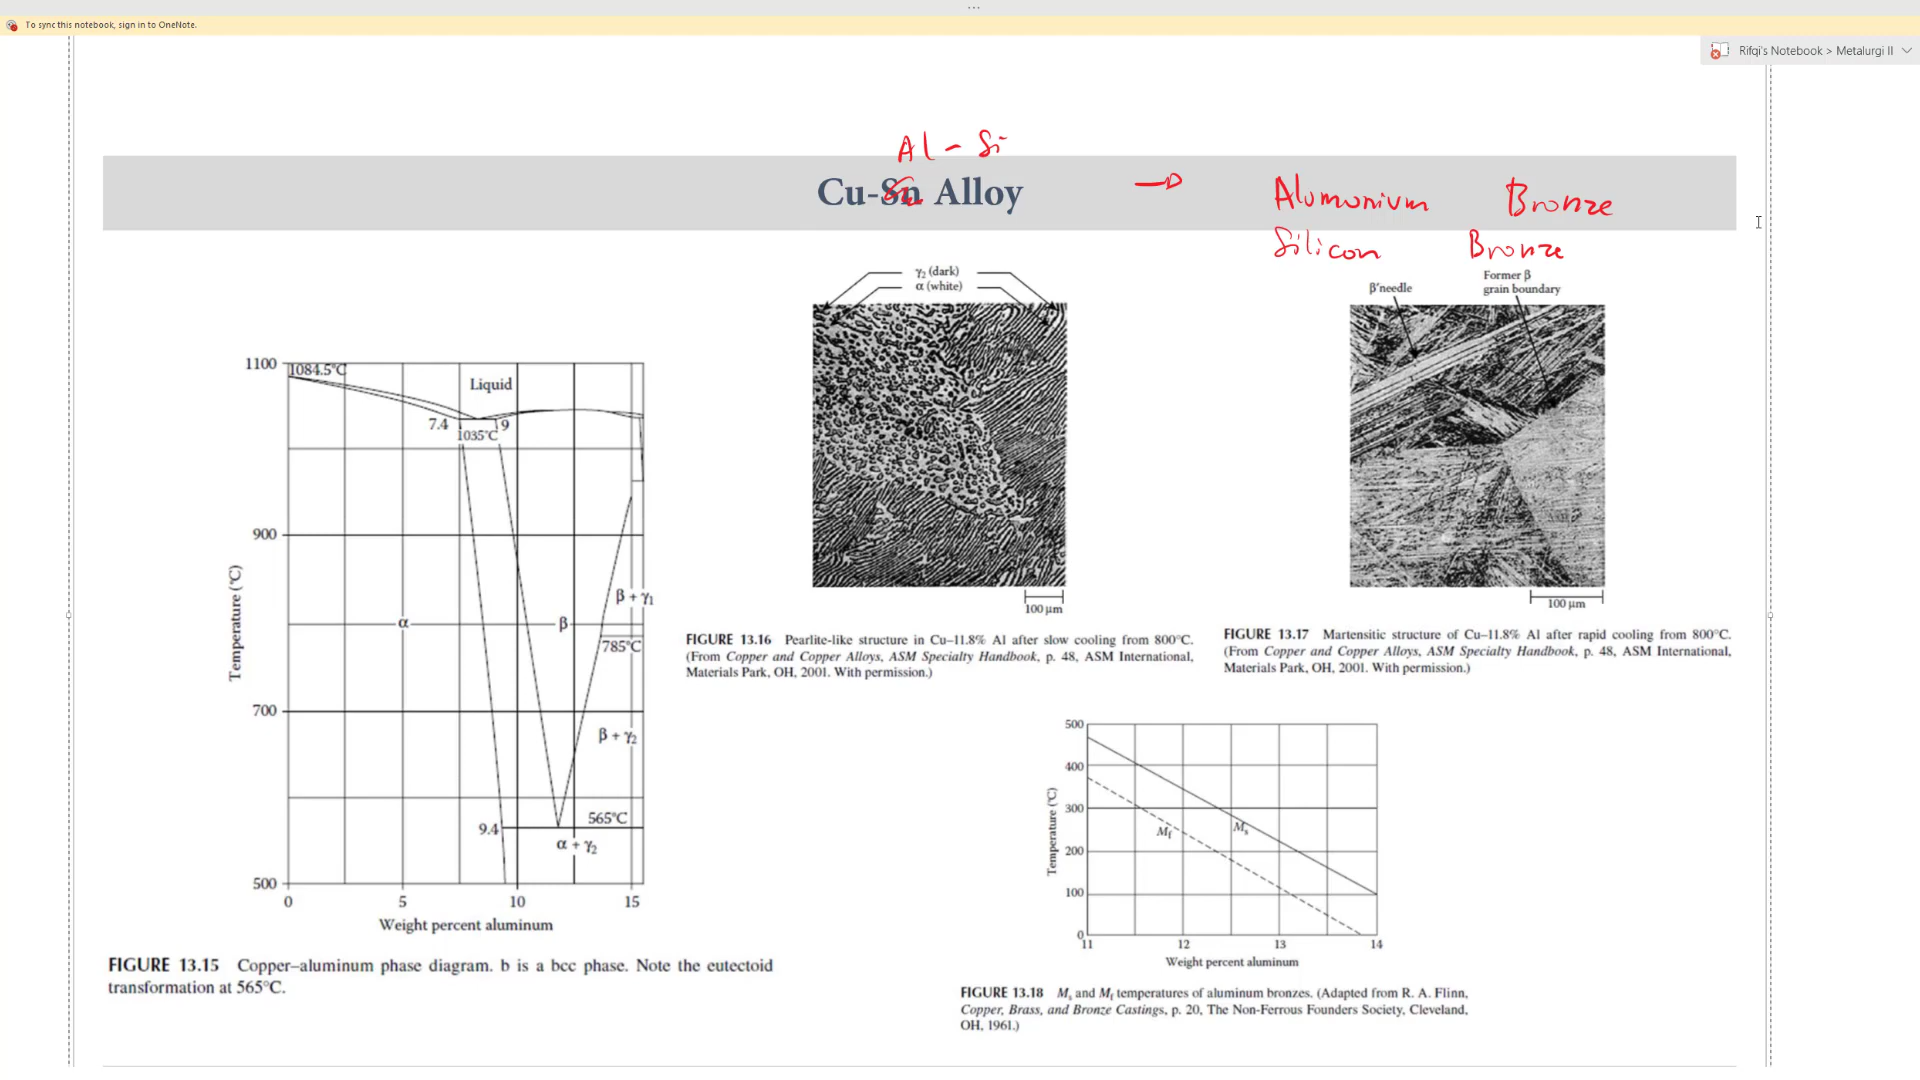 To sync this notebook, sign in to OneNote.
Rifqi's Notebook > Metalurgi II
Al - Si
Cu-Sn Alloy
Alumonium Bronze
Silicon Bronze
γ₂ (dark)
α (white)
β' needle
Former β
grain boundary
1100
1084.5°C
Liquid
7.4
9
1035°C
900
β + γ₁
α
β
785°C
700
β + γ₂
565°C
9.4
α + γ₂
500
0
5
10
15
Temperature (°C)
Weight percent aluminum
FIGURE 13.15 Copper–aluminum phase diagram. b is a bcc phase. Note the eutectoid
transformation at 565°C.
100 μm
FIGURE 13.16 Pearlite-like structure in Cu–11.8% Al after slow cooling from 800°C.
(From Copper and Copper Alloys, ASM Specialty Handbook, p. 48, ASM International,
Materials Park, OH, 2001. With permission.)
100 μm
FIGURE 13.17 Martensitic structure of Cu–11.8% Al after rapid cooling from 800°C.
(From Copper and Copper Alloys, ASM Specialty Handbook, p. 48, ASM International,
Materials Park, OH, 2001. With permission.)
500
400
300
200
100
0
Mf
Ms
11
12
13
14
Temperature (°C)
Weight percent aluminum
FIGURE 13.18 Ms and Mf temperatures of aluminum bronzes. (Adapted from R. A. Flinn,
Copper, Brass, and Bronze Castings, p. 20, The Non-Ferrous Founders Society, Cleveland,
OH, 1961.)